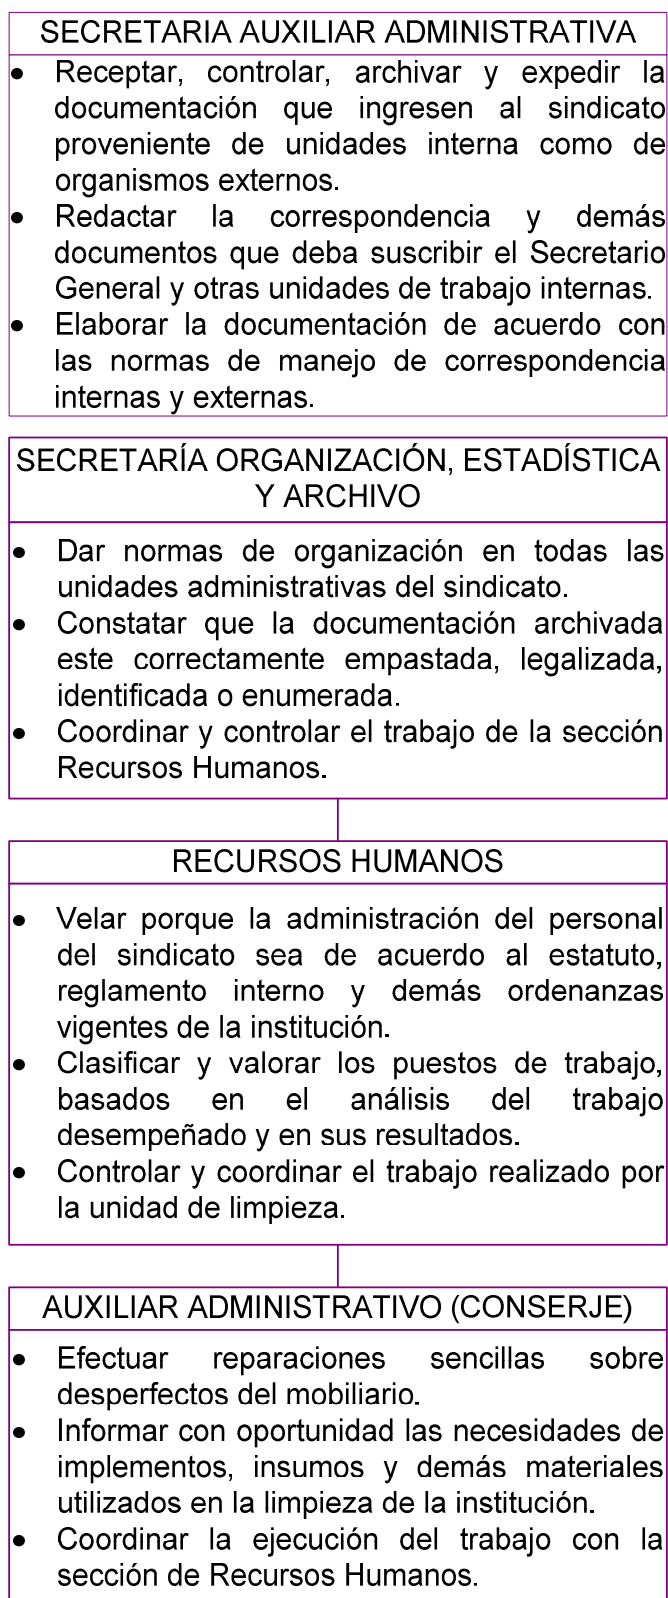 SECRETARIA AUXILIAR ADMINISTRATIVA
• Receptar, controlar, archivar y expedir la
documentación que ingresen al sindicato
proveniente de unidades interna como de
organismos externos.
• Redactar la correspondencia y demás
documentos que deba suscribir el Secretario
General y otras unidades de trabajo internas.
• Elaborar la documentación de acuerdo con
las normas de manejo de correspondencia
internas y externas.
SECRETARÍA ORGANIZACIÓN, ESTADÍSTICA
Y ARCHIVO
• Dar normas de organización en todas las
unidades administrativas del sindicato.
• Constatar que la documentación archivada
este correctamente empastada, legalizada,
identificada o enumerada.
• Coordinar y controlar el trabajo de la sección
Recursos Humanos.
RECURSOS HUMANOS
• Velar porque la administración del personal
del sindicato sea de acuerdo al estatuto,
reglamento interno y demás ordenanzas
vigentes de la institución.
• Clasificar y valorar los puestos de trabajo,
basados en el análisis del trabajo
desempeñado y en sus resultados.
• Controlar y coordinar el trabajo realizado por
la unidad de limpieza.
AUXILIAR ADMINISTRATIVO (CONSERJE)
• Efectuar reparaciones sencillas sobre
desperfectos del mobiliario.
• Informar con oportunidad las necesidades de
implementos, insumos y demás materiales
utilizados en la limpieza de la institución.
• Coordinar la ejecución del trabajo con la
sección de Recursos Humanos.